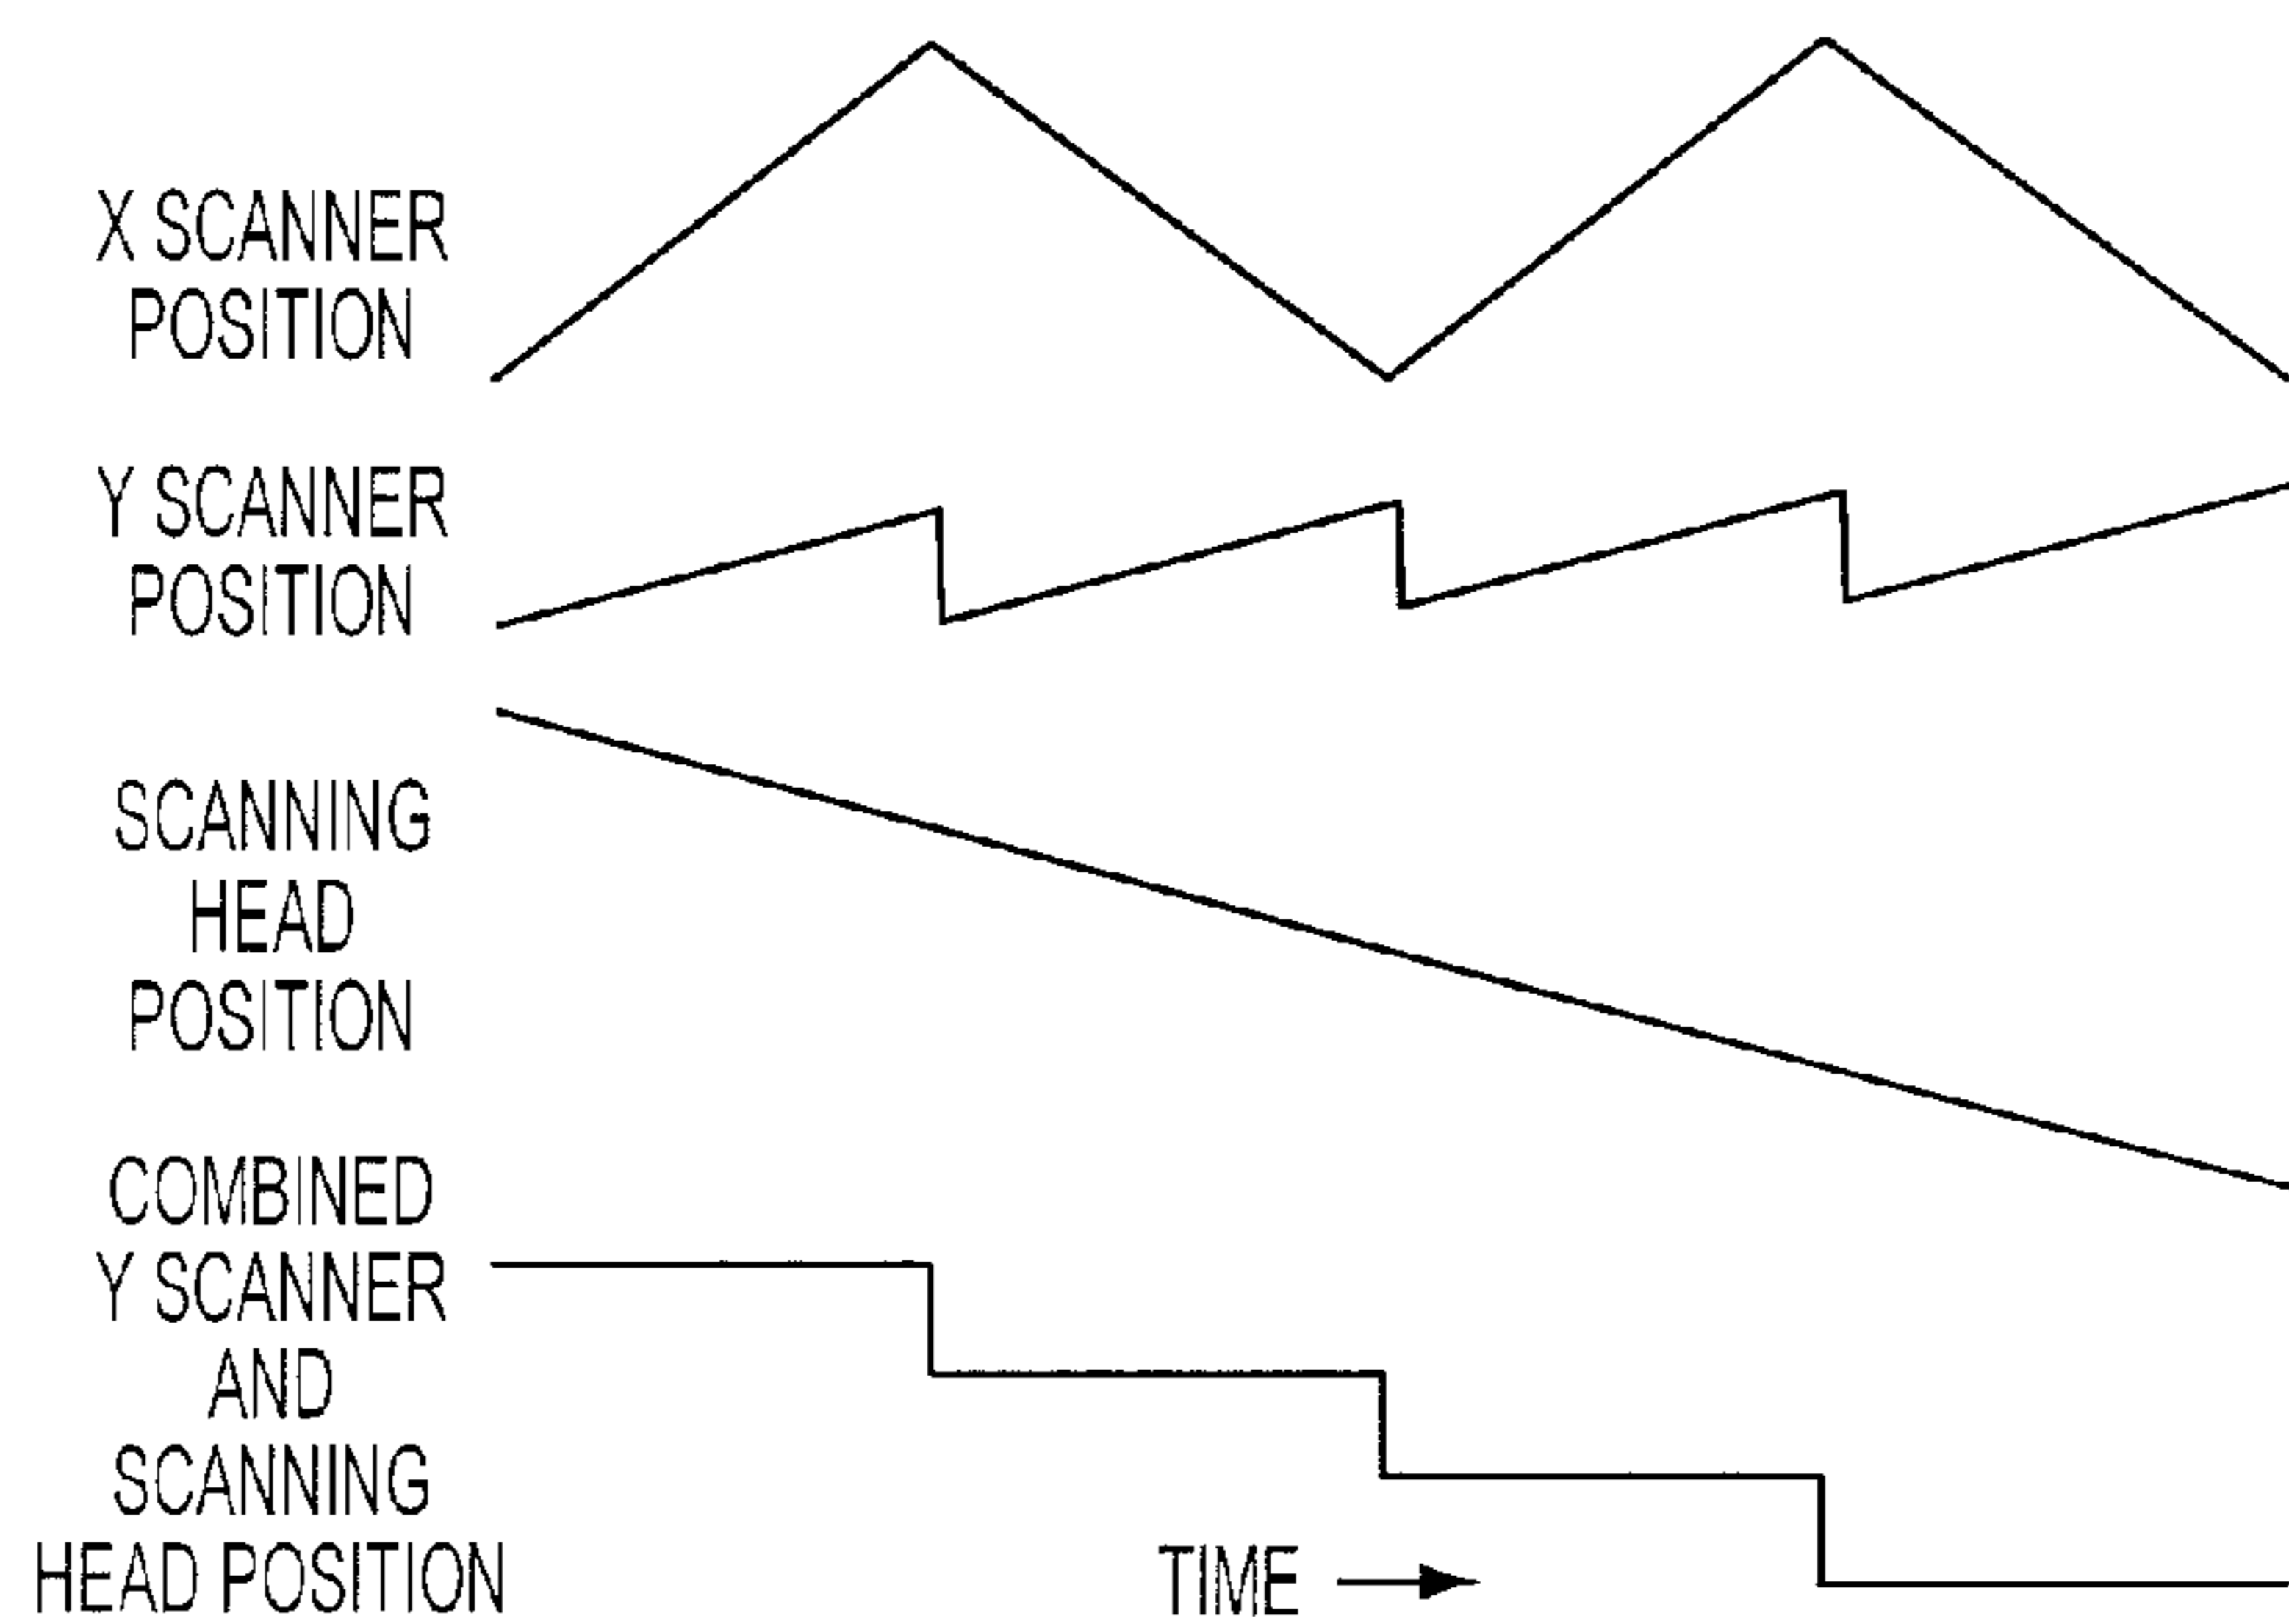 X SCANNER
POSITION
Y SCANNER
POSITION
SCANNING
HEAD
POSITION
COMBINED
Y SCANNER
AND
SCANNING
HEAD POSITION
TIME